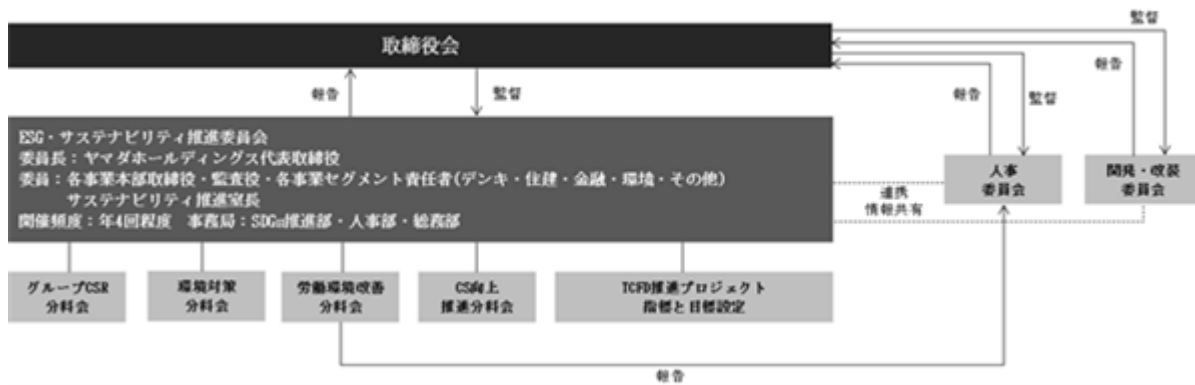 監督
取締役会
報告
報告
監督
報告
監督
ESG・サステナビリティ推進委員会
委員長：ヤマダホールディングス代表取締役
委員：各事業本部取締役・監査役・各事業セグメント責任者(デンキ・住建・金融・環境・その他)
サステナビリティ推進室長
開催頻度：年4回程度　事務局：SDGs推進部・人事部・総務部
人事
委員会
開発・改装
委員会
連携
情報共有
グループCSR
分科会
環境対策
分科会
労働環境改善
分科会
CS向上
推進分科会
TCFD推進プロジェクト
指標と目標設定
報告